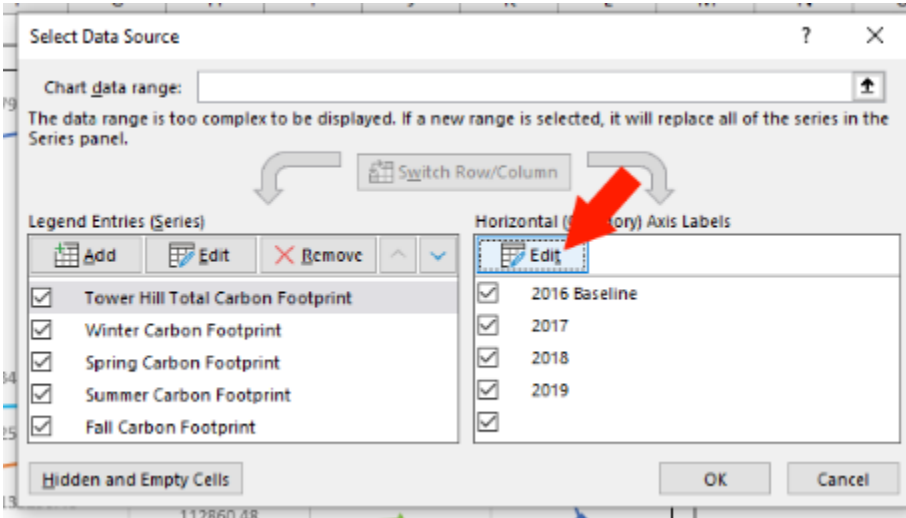 Select Data Source
?
Chart data range:
The data range is too complex to be displayed. If a new range is selected, it will replace all of the series in the
Series panel.
Switch Row/Column
Legend Entries (Series)
Horizontal ( ory) Axis Labels
Add Edit Remove
Edit
Tower Hill Total Carbon Footprint
2016 Baseline
Winter Carbon Footprint
2017
Spring Carbon Footprint
2018
Summer Carbon Footprint
2019
Fall Carbon Footprint
Hidden and Empty Cells
OK
Cancel
112860.48